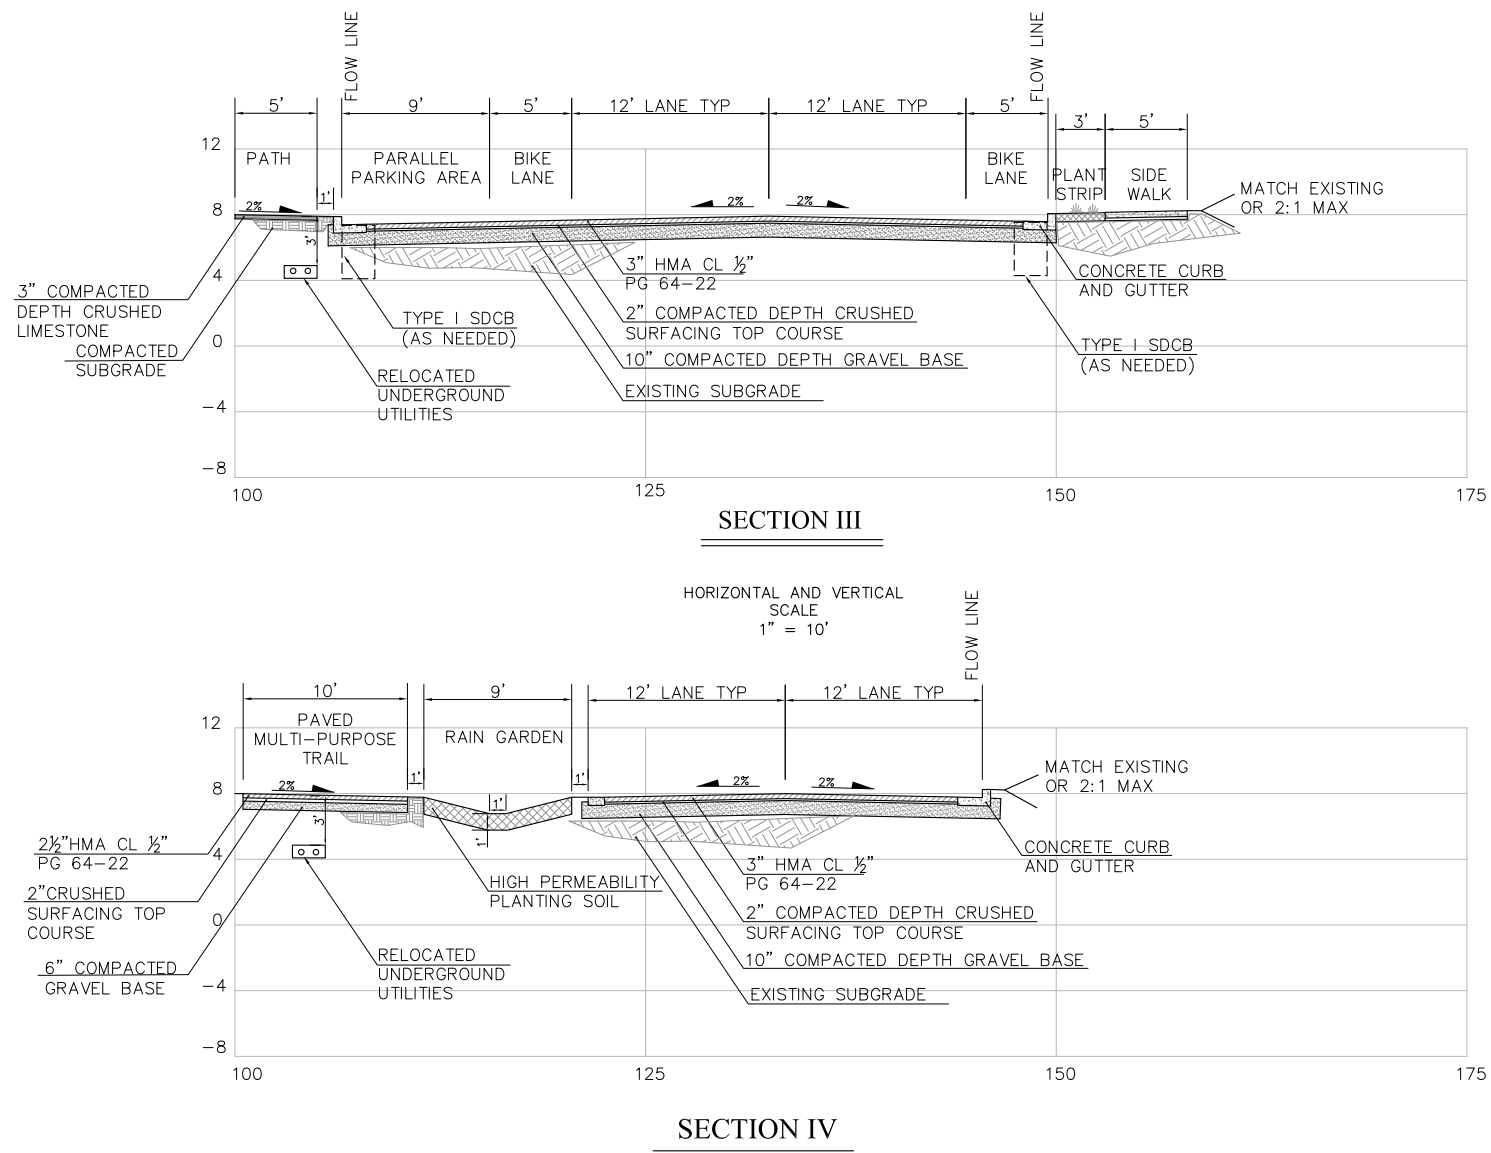 FLOW LINE
FLOW LINE
5' 9' 5' 12' LANE TYP 12' LANE TYP 5' 3' 5'
12
PATH
PARALLEL
PARKING AREA
BIKE
LANE
BIKE
LANE
PLANT
STRIP
SIDE
WALK
MATCH EXISTING
OR 2:1 MAX
8
2%
1'
2% 2%
3'
4
3" HMA CL ½"
PG 64-22
CONCRETE CURB
AND GUTTER
3" COMPACTED
DEPTH CRUSHED
LIMESTONE
COMPACTED
SUBGRADE
TYPE I SDCB
(AS NEEDED)
2" COMPACTED DEPTH CRUSHED
SURFACING TOP COURSE
0
TYPE I SDCB
(AS NEEDED)
10" COMPACTED DEPTH GRAVEL BASE
RELOCATED
UNDERGROUND
UTILITIES
EXISTING SUBGRADE
-4
-8
100 125 150 175
SECTION III
HORIZONTAL AND VERTICAL
SCALE
1" = 10'
FLOW LINE
10' 9' 12' LANE TYP 12' LANE TYP
12
PAVED
MULTI-PURPOSE
TRAIL
RAIN GARDEN
MATCH EXISTING
OR 2:1 MAX
8
2%
1'
1'
1'
2% 2%
3'
1'
2½"HMA CL ½"
PG 64-22
4
CONCRETE CURB
AND GUTTER
3" HMA CL ½"
PG 64-22
2"CRUSHED
SURFACING TOP
COURSE
HIGH PERMEABILITY
PLANTING SOIL
2" COMPACTED DEPTH CRUSHED
SURFACING TOP COURSE
0
6" COMPACTED
GRAVEL BASE
RELOCATED
UNDERGROUND
UTILITIES
10" COMPACTED DEPTH GRAVEL BASE
EXISTING SUBGRADE
-4
-8
100 125 150 175
SECTION IV